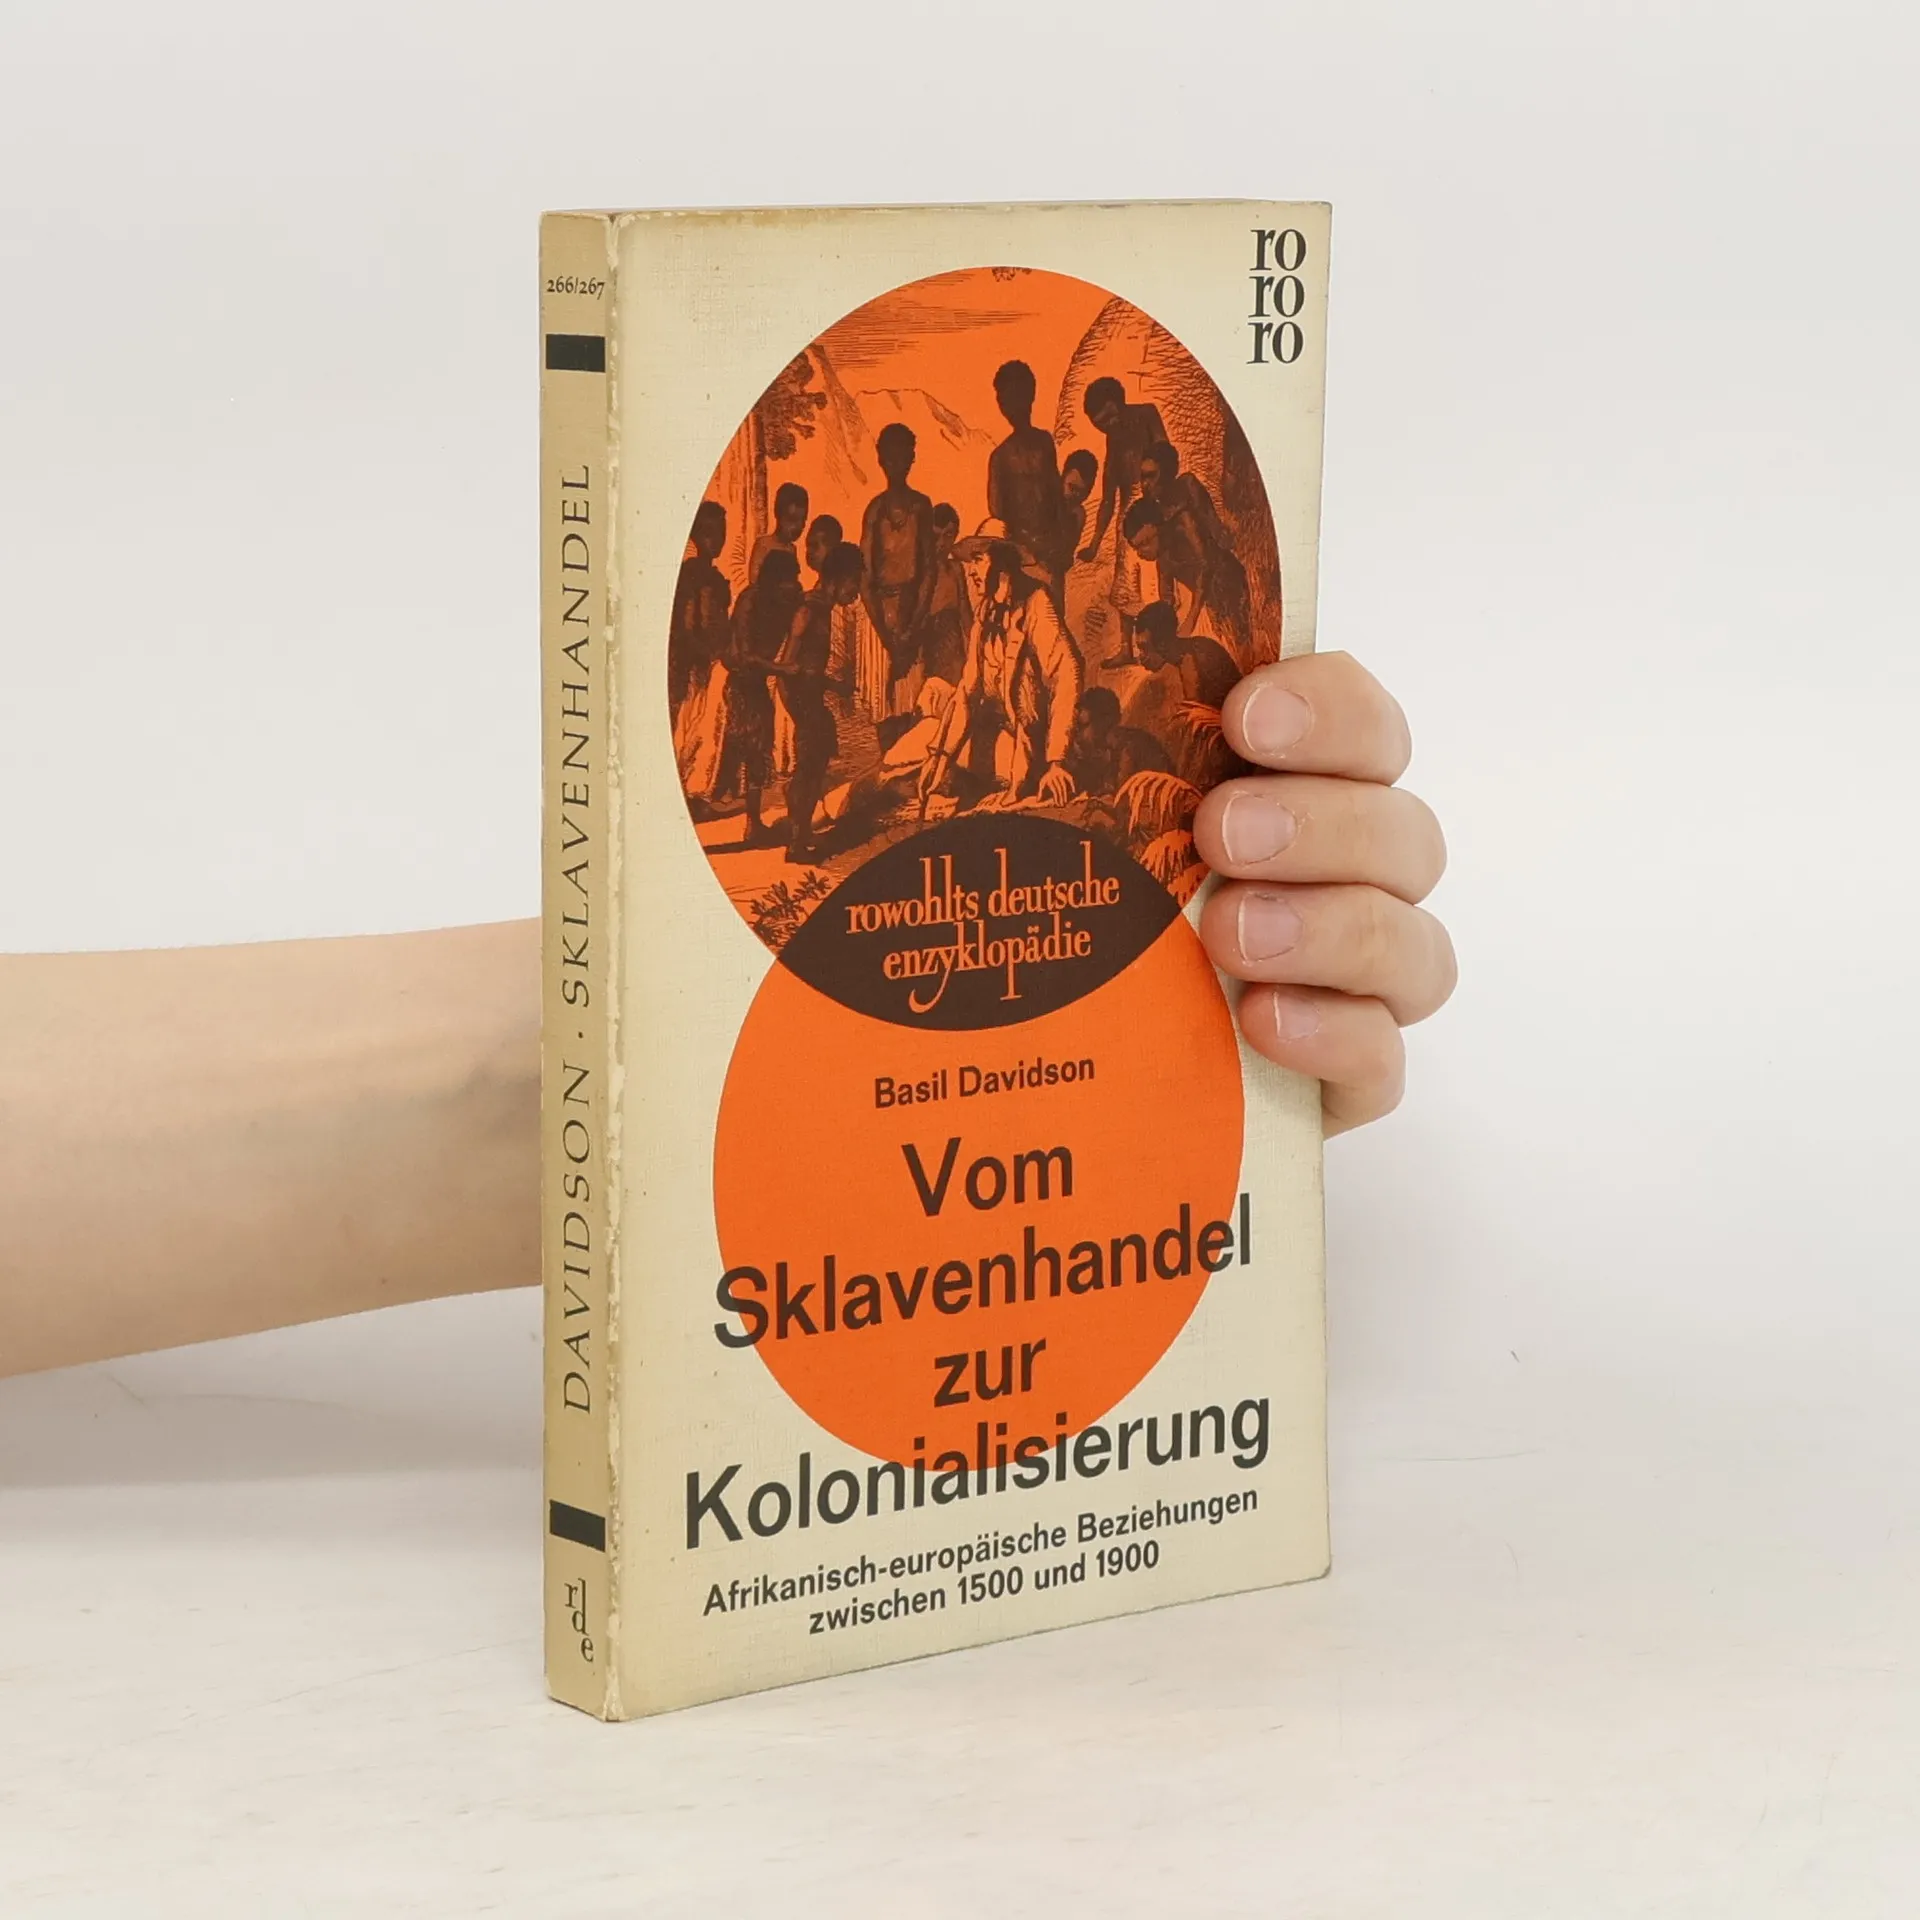 266/267
DAVIDSON · SKLAVENHANDEL
rde
ro
ro
ro
rowohlts deutsche
enzyklopädie
Basil Davidson
Vom
Sklavenhandel
zur
Kolonialisierung
Afrikanisch-europäische Beziehungen
zwischen 1500 und 1900